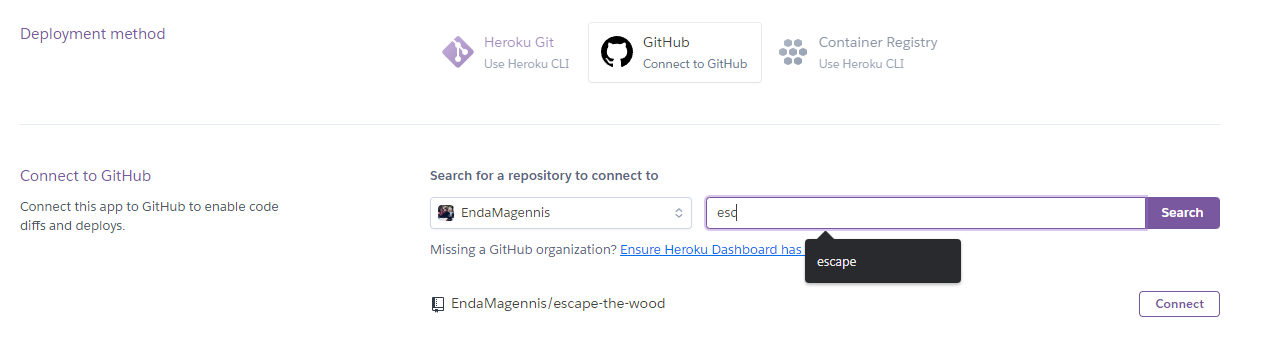 Deployment method
Heroku Git
Use Heroku CLI
GitHub
Connect to GitHub
Container Registry
Use Heroku CLI
Connect to GitHub
Connect this app to GitHub to enable code
diffs and deploys.
Search for a repository to connect to
EndaMagennis
esc
Search
Missing a GitHub organization? Ensure Heroku Dashboard has
escape
EndaMagennis/escape-the-wood
Connect